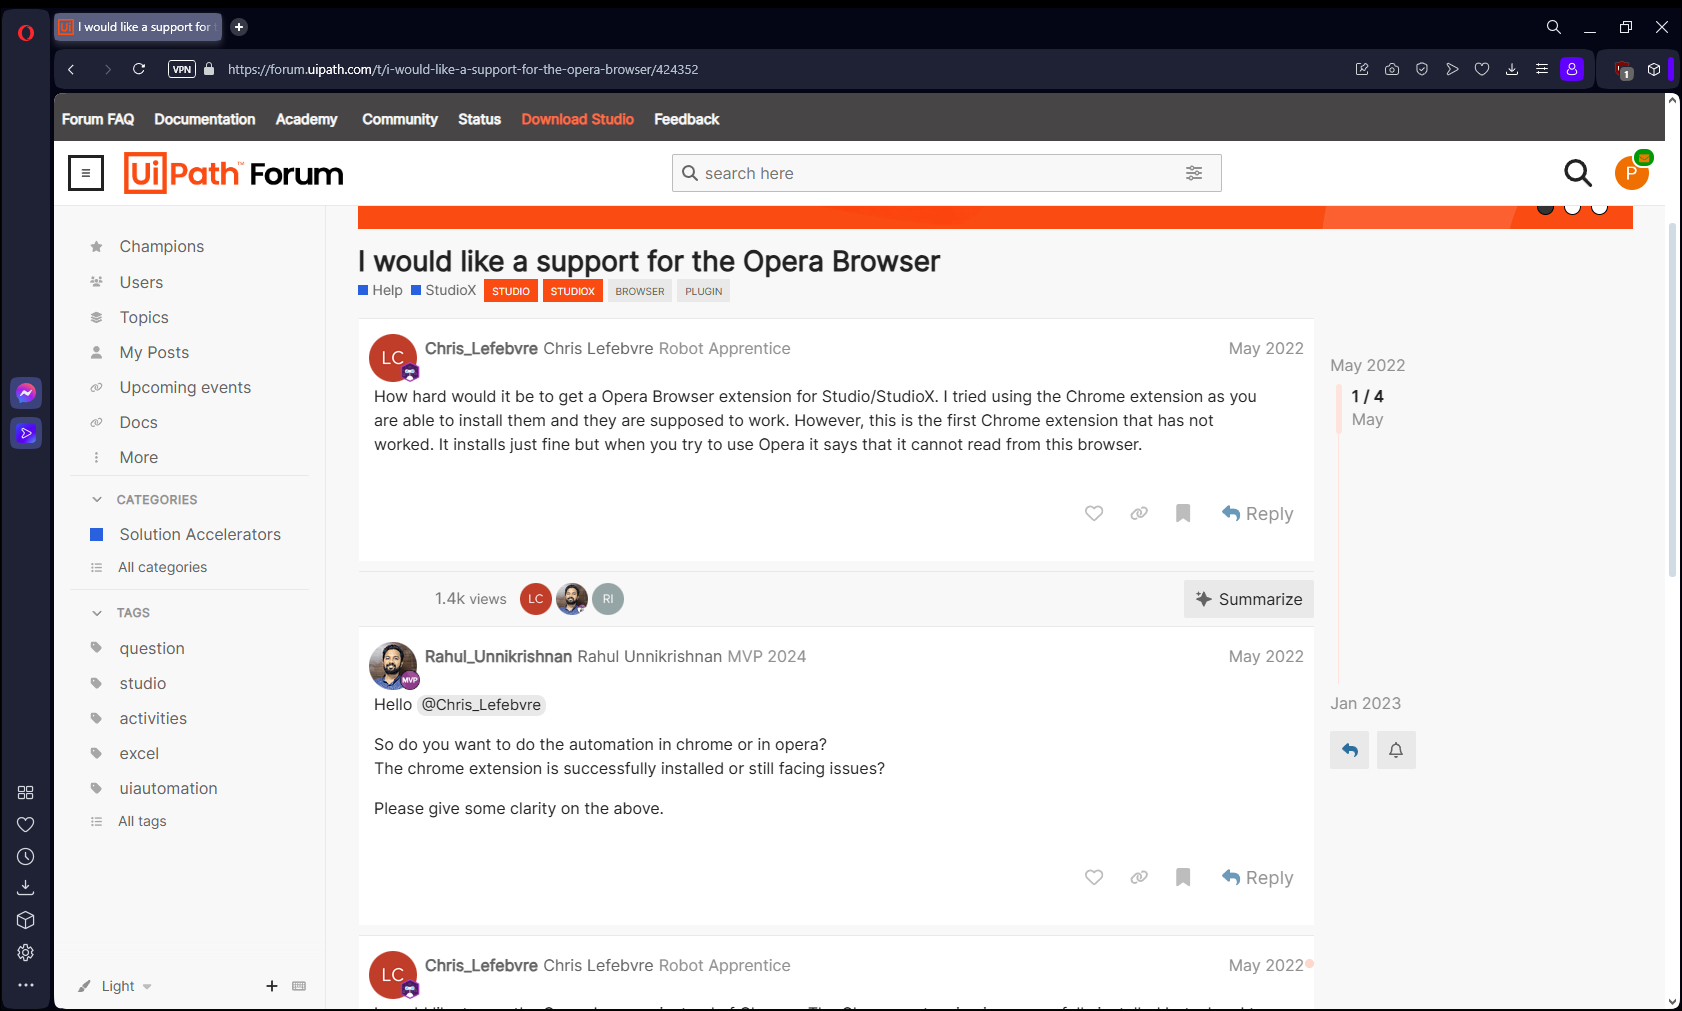 I would like a support for t
VPN
https://forum.uipath.com/t/i-would-like-a-support-for-the-opera-browser/424352
1
Forum FAQ Documentation Academy Community Status Download Studio Feedback
UiPath™ Forum
search here
P
Champions
Users
Topics
My Posts
Upcoming events
Docs
More
CATEGORIES
Solution Accelerators
All categories
TAGS
question
studio
activities
excel
uiautomation
All tags
Light
I would like a support for the Opera Browser
Help StudioX STUDIO STUDIOX BROWSER PLUGIN
LC
Chris_Lefebvre Chris Lefebvre Robot Apprentice May 2022
How hard would it be to get a Opera Browser extension for Studio/StudioX. I tried using the Chrome extension as you
are able to install them and they are supposed to work. However, this is the first Chrome extension that has not
worked. It installs just fine but when you try to use Opera it says that it cannot read from this browser.
Reply
1.4k views LC RI Summarize
Rahul_Unnikrishnan Rahul Unnikrishnan MVP 2024 May 2022
MVP
Hello @Chris_Lefebvre
So do you want to do the automation in chrome or in opera?
The chrome extension is successfully installed or still facing issues?
Please give some clarity on the above.
Reply
LC
Chris_Lefebvre Chris Lefebvre Robot Apprentice May 2022
May 2022
1 / 4
May
Jan 2023